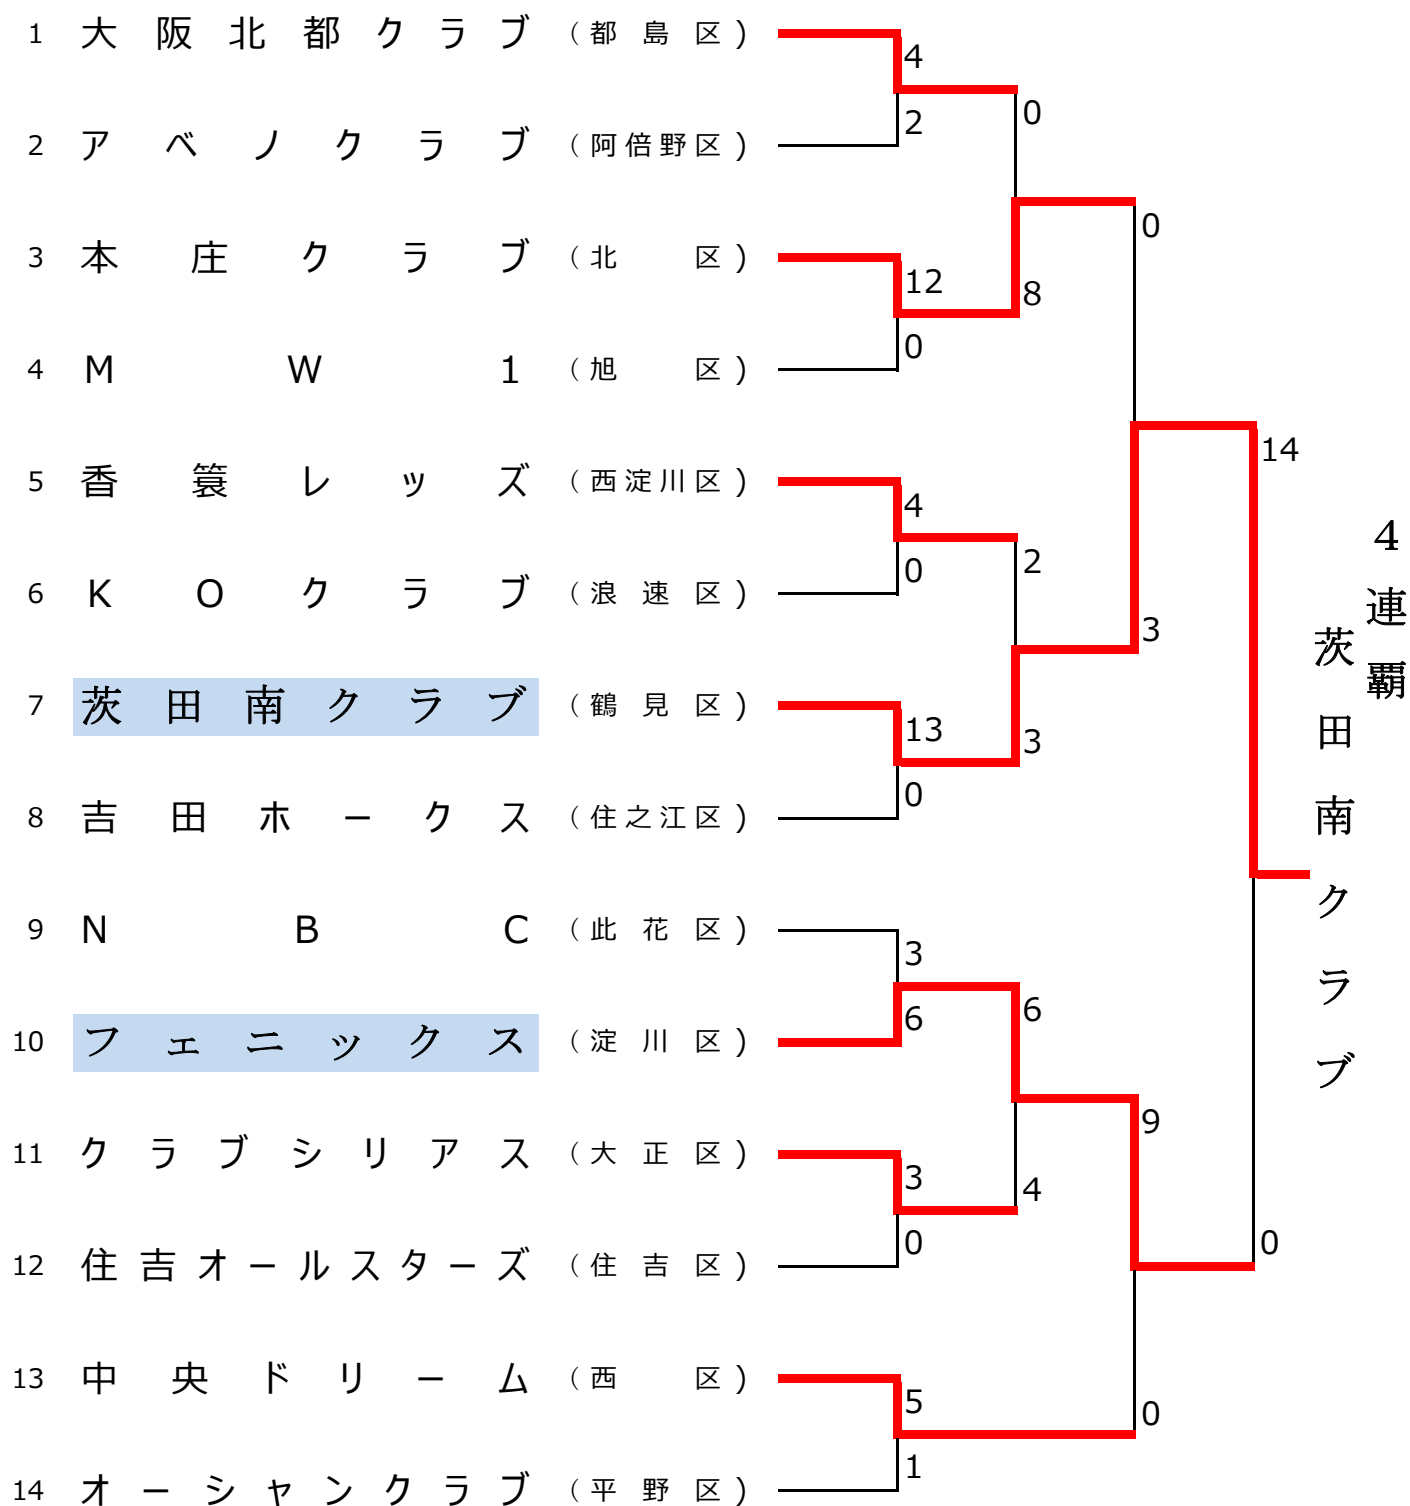 1 大阪北都クラブ (都島区)
4
2 アベノクラブ (阿倍野区)
2
0
3 本庄クラブ (北区)
12
8
0
4 MW1 (旭区)
0
5 香簑レッズ (西淀川区)
4
2
6 KOクラブ (浪速区)
0
3
7 茨田南クラブ (鶴見区)
13
3
8 吉田ホークス (住之江区)
0
14
9 NBC (此花区)
3
6
10 フェニックス (淀川区)
6
9
11 クラブシリアス (大正区)
3
4
12 住吉オールスターズ (住吉区)
0
0
13 中央ドリーム (西区)
5
0
14 オーシャンクラブ (平野区)
1
4連覇
茨田南クラブ